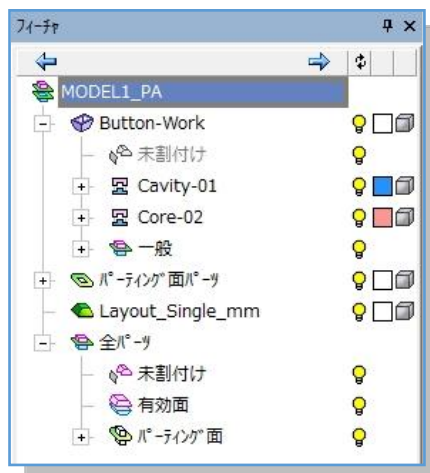 フィーチャ
MODEL1_PA
Button-Work
未割付け
Cavity-01
Core-02
一般
パーティング面パーツ
Layout_Single_mm
全パーツ
未割付け
有効面
パーティング面